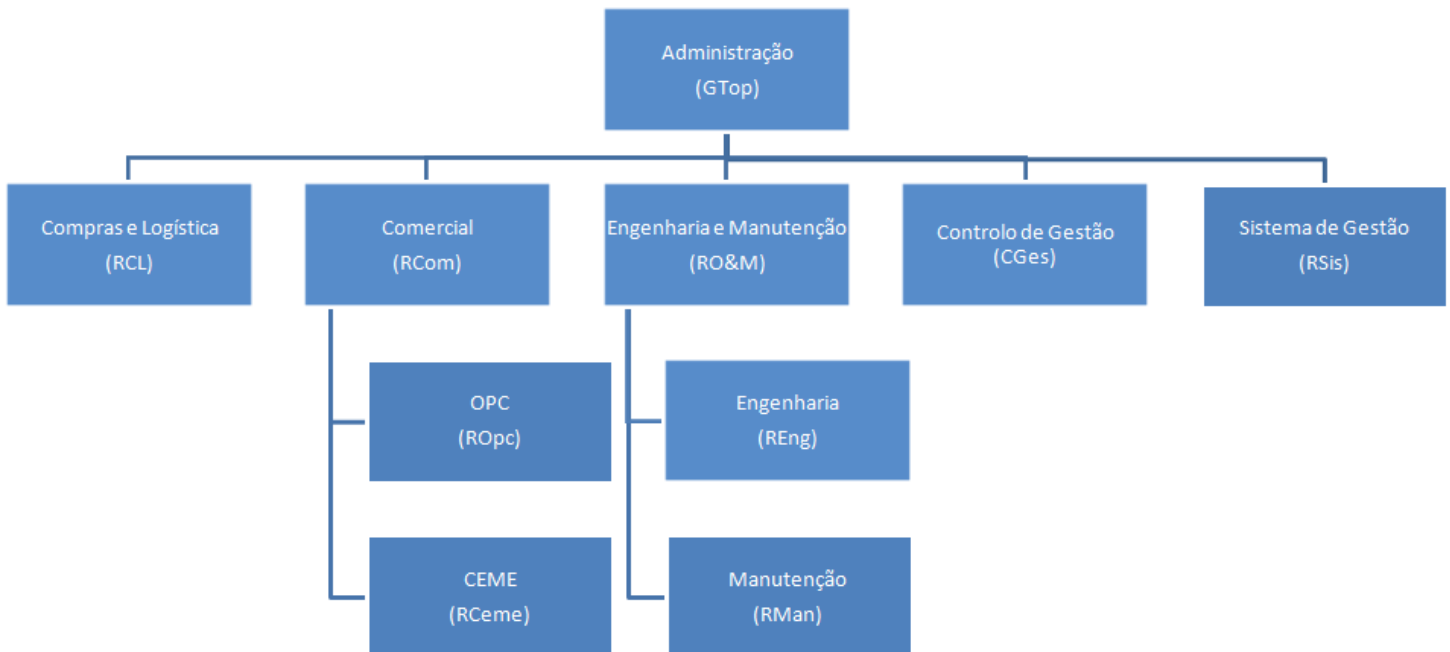 Administração
(GTop)
Compras e Logística
(RCL)
Comercial
(RCom)
Engenharia e Manutenção
(RO&M)
Controlo de Gestão
(CGes)
Sistema de Gestão
(RSis)
OPC
(ROpc)
Engenharia
(REng)
CEME
(RCeme)
Manutenção
(RMan)